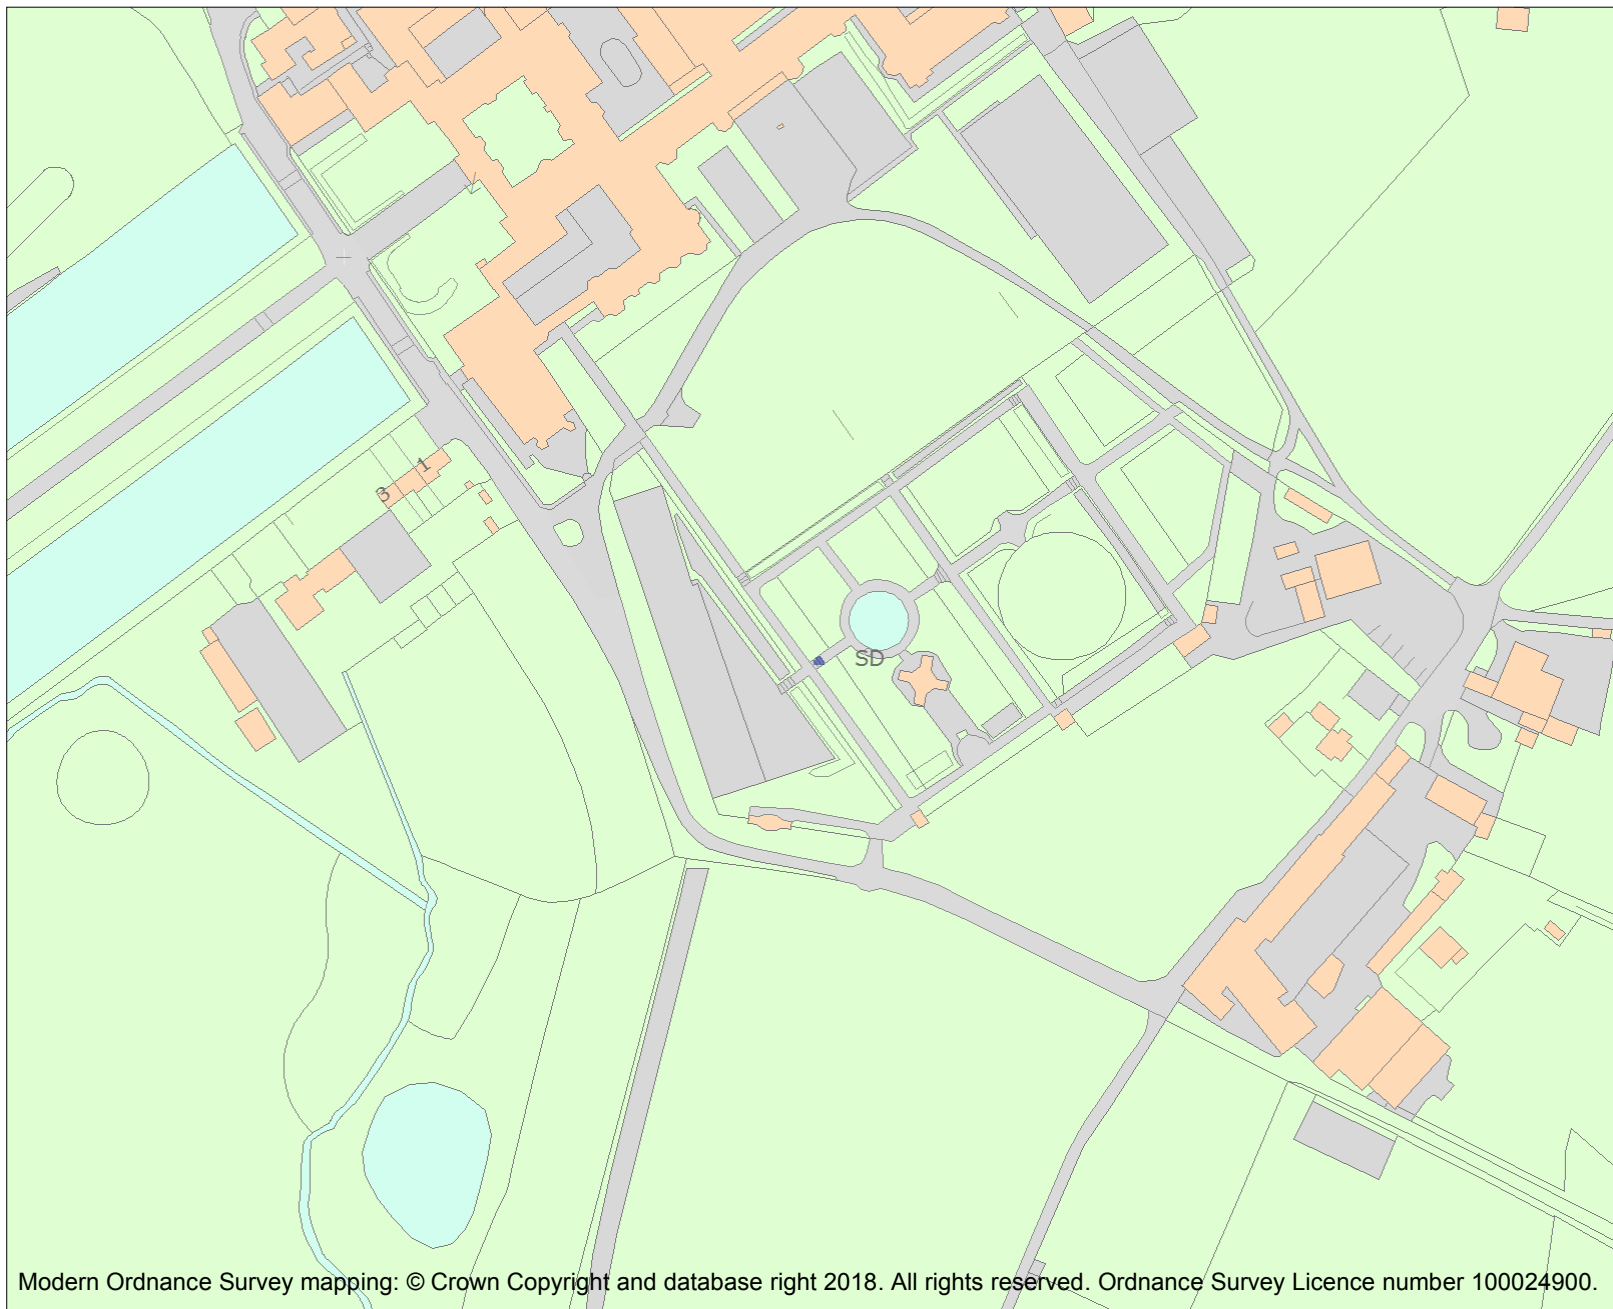 1
3
SD
Modern Ordnance Survey mapping: © Crown Copyright and database right 2018. All rights reserved. Ordnance Survey Licence number 100024900.